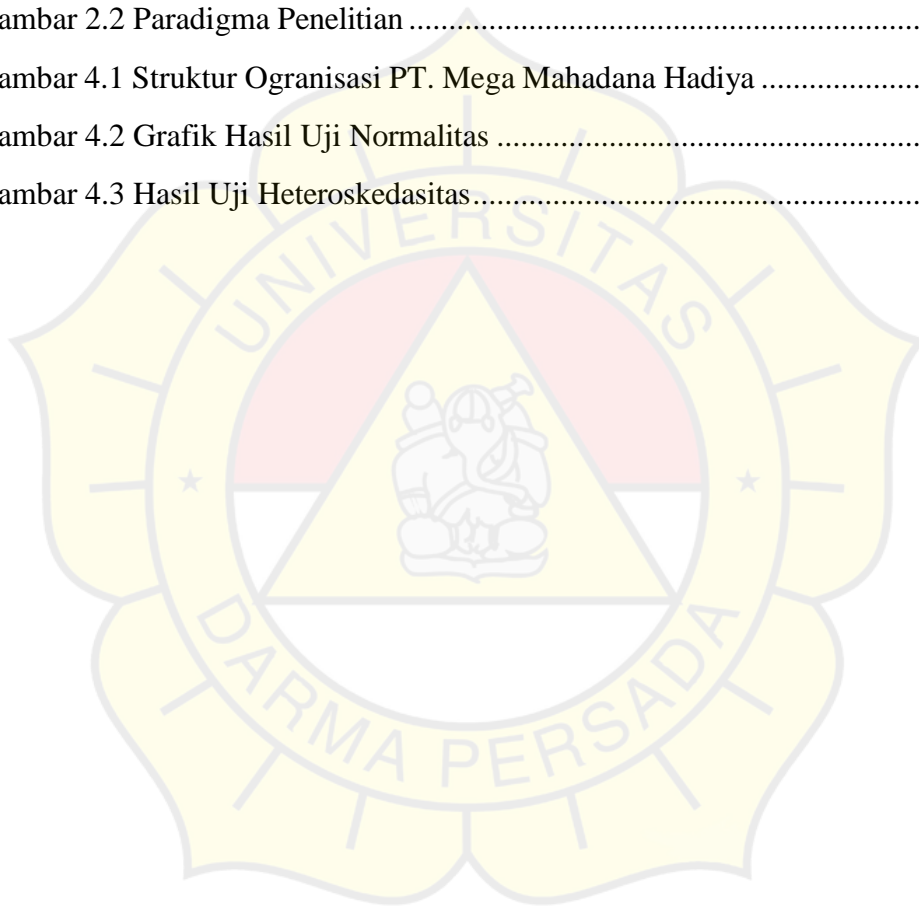 ambar 2.2 Paradigma Penelitian ................................................................
ambar 4.1 Struktur Ogranisasi PT. Mega Mahadana Hadiya ....................
ambar 4.2 Grafik Hasil Uji Normalitas .....................................................
ambar 4.3 Hasil Uji Heteroskedasitas........................................................
UNIVERSITAS
DARMA PERSADA